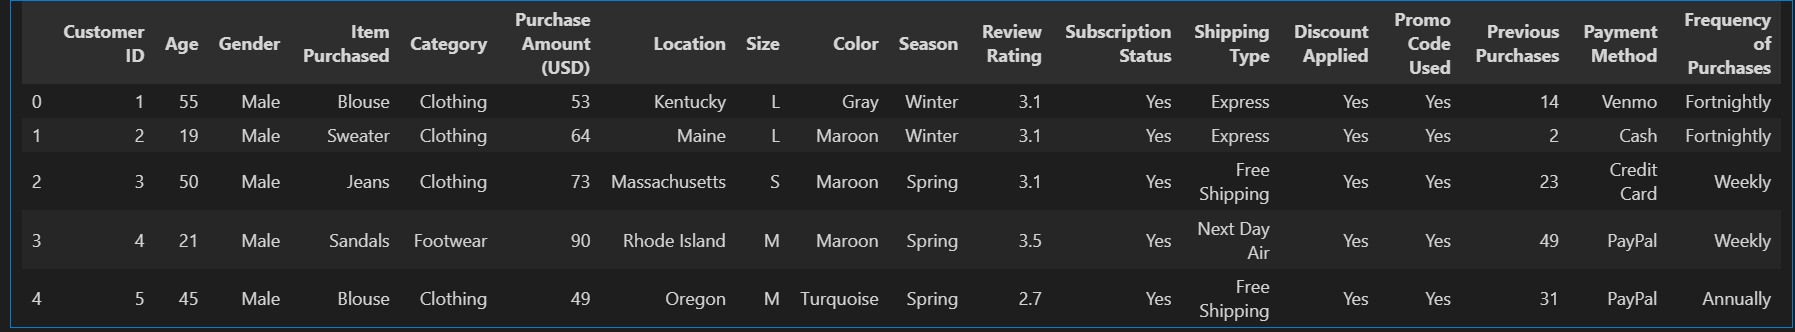 Customer ID Age Gender Item Purchased Category Purchase Amount (USD) Location Size Color Season Review Rating Subscription Status Shipping Type Discount Applied Promo Code Used Previous Purchases Payment Method Frequency of Purchases
0 1 55 Male Blouse Clothing 53 Kentucky L Gray Winter 3.1 Yes Express Yes Yes 14 Venmo Fortnightly
1 2 19 Male Sweater Clothing 64 Maine L Maroon Winter 3.1 Yes Express Yes Yes 2 Cash Fortnightly
2 3 50 Male Jeans Clothing 73 Massachusetts S Maroon Spring 3.1 Yes Free Shipping Yes Yes 23 Credit Card Weekly
3 4 21 Male Sandals Footwear 90 Rhode Island M Maroon Spring 3.5 Yes Next Day Air Yes Yes 49 PayPal Weekly
4 5 45 Male Blouse Clothing 49 Oregon M Turquoise Spring 2.7 Yes Free Shipping Yes Yes 31 PayPal Annually